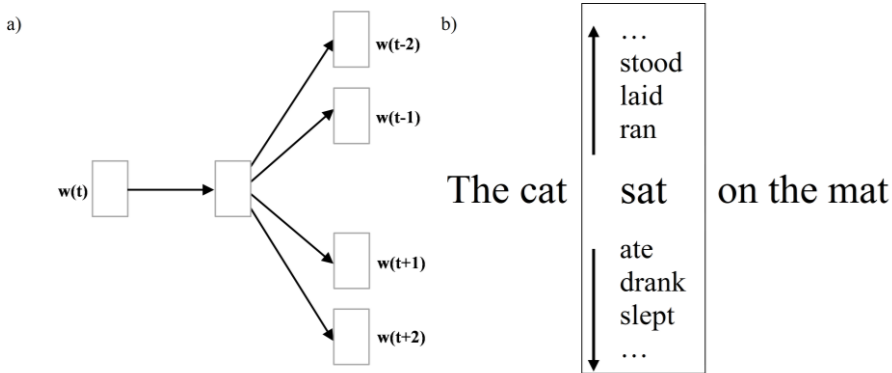 a)
w(t-2)
w(t-1)
w(t)
w(t+1)
w(t+2)
b)
…
stood
laid
ran
The cat sat on the mat
ate
drank
slept
…